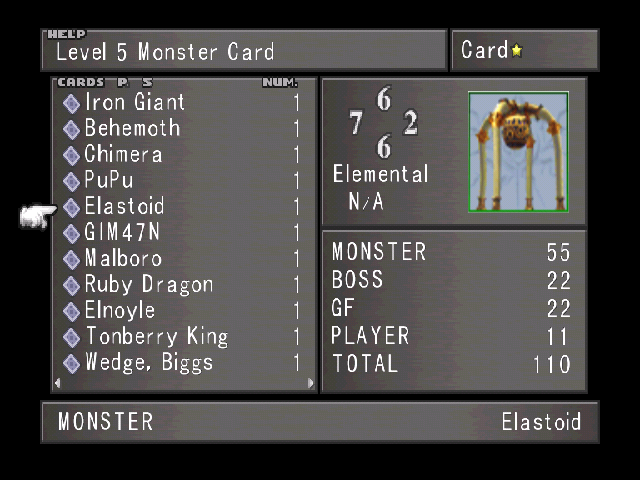 HELP
Level 5 Monster Card
Card
CARDS P. S NUM.
Iron Giant 1
Behemoth 1
Chimera 1
PuPu 1
Elastoid 1
GIM47N 1
Malboro 1
Ruby Dragon 1
Elnoyle 1
Tonberry King 1
Wedge, Biggs 1
6
7 2
6
Elemental
N/A
MONSTER 55
BOSS 22
GF 22
PLAYER 11
TOTAL 110
MONSTER Elastoid